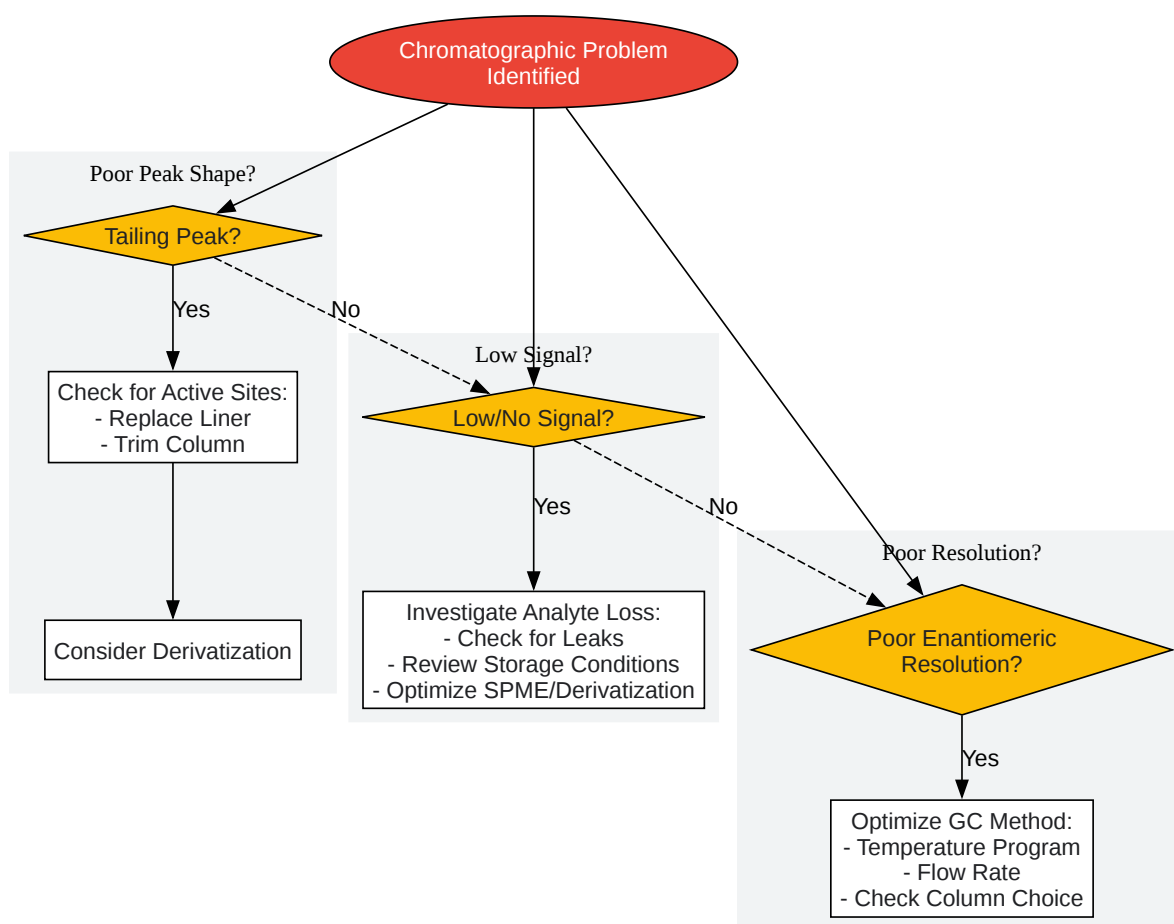 Chromatographic Problem
Identified
Poor Peak Shape?
Tailing Peak?
Yes
No
Check for Active Sites:
- Replace Liner
- Trim Column
Consider Derivatization
Low Signal?
Low/No Signal?
Yes
No
Investigate Analyte Loss:
- Check for Leaks
- Review Storage Conditions
- Optimize SPME/Derivatization
Poor Resolution?
Poor Enantiomeric
Resolution?
Yes
Optimize GC Method:
- Temperature Program
- Flow Rate
- Check Column Choice